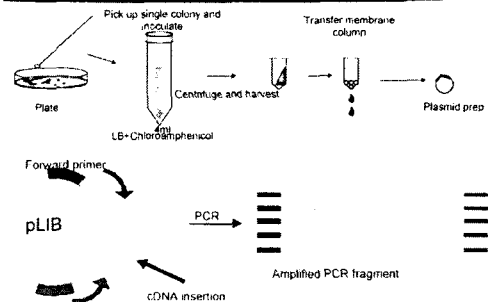 Pick up single colony and
inoculate
Transfer membrane
column
Plate
4ml
LB+Chloroamphenicol
Centrifuge and harvest
Plasmid prep
Forward primer
pLIB
PCR
cDNA insertion
Amplified PCR fragment